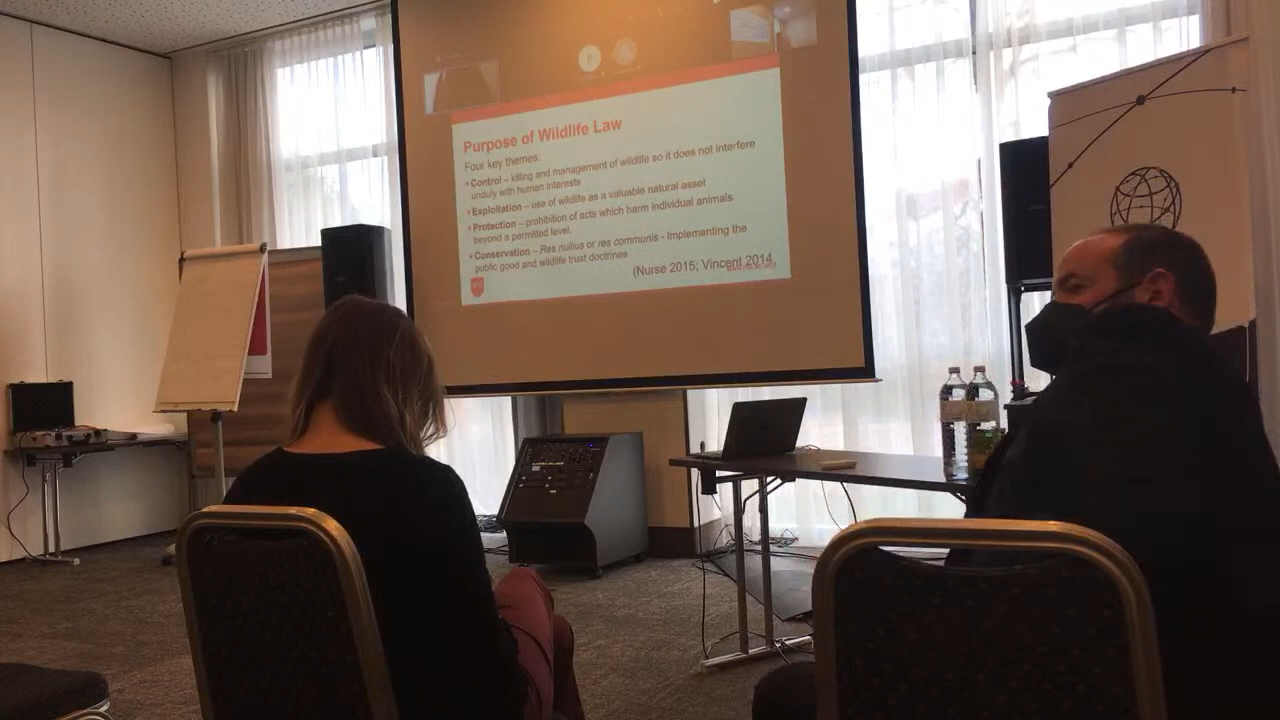 Purpose of Wildlife Law
Four key themes:
• Control – killing and management of wildlife so it does not interfere
unduly with human interests
• Exploitation – use of wildlife as a valuable natural asset
• Protection – prohibition of acts which harm individual animals
beyond a permitted level.
• Conservation – Res nullius or res communis - Implementing the
public good and wildlife trust doctrines
(Nurse 2015; Vincent 2014